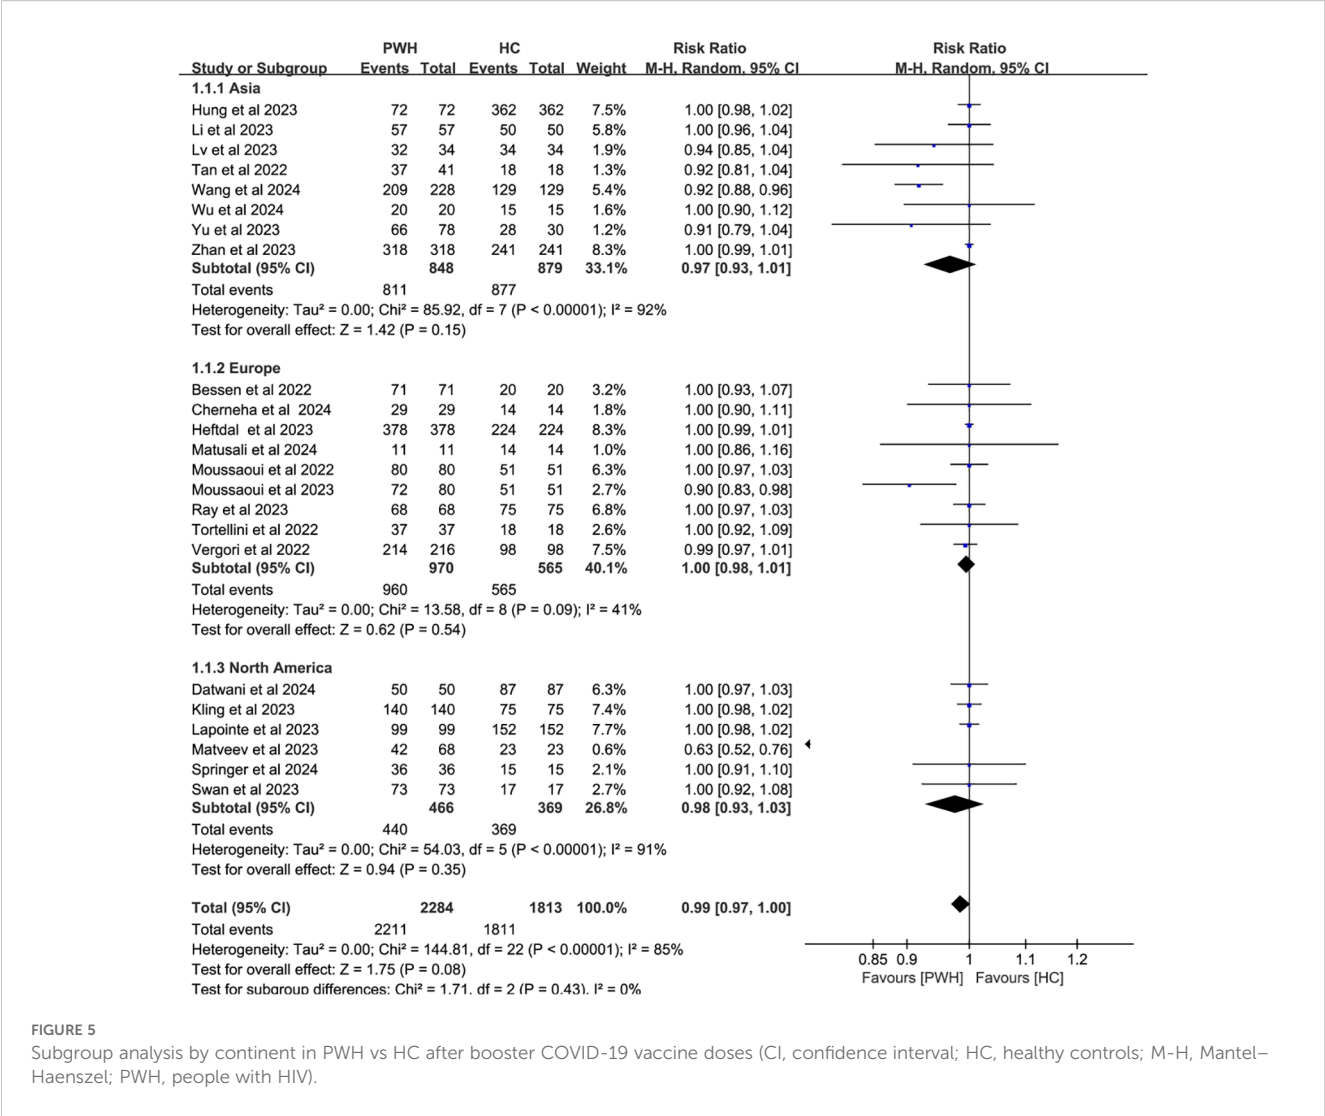 PWH HC Risk Ratio Risk Ratio
Study or Subgroup Events Total Events Total Weight M-H, Random, 95% CI M-H, Random, 95% CI
1.1.1 Asia
Hung et al 2023 72 72 362 362 7.5% 1.00 [0.98, 1.02]
Li et al 2023 57 57 50 50 5.8% 1.00 [0.96, 1.04]
Lv et al 2023 32 34 34 34 1.9% 0.94 [0.85, 1.04]
Tan et al 2022 37 41 18 18 1.3% 0.92 [0.81, 1.04]
Wang et al 2024 209 228 129 129 5.4% 0.92 [0.88, 0.96]
Wu et al 2024 20 20 15 15 1.6% 1.00 [0.90, 1.12]
Yu et al 2023 66 78 28 30 1.2% 0.91 [0.79, 1.04]
Zhan et al 2023 318 318 241 241 8.3% 1.00 [0.99, 1.01]
Subtotal (95% CI) 848 879 33.1% 0.97 [0.93, 1.01]
Total events 811 877
Heterogeneity: Tau² = 0.00; Chi² = 85.92, df = 7 (P < 0.00001); I² = 92%
Test for overall effect: Z = 1.42 (P = 0.15)
1.1.2 Europe
Bessen et al 2022 71 71 20 20 3.2% 1.00 [0.93, 1.07]
Cherneha et al 2024 29 29 14 14 1.8% 1.00 [0.90, 1.11]
Heftdal et al 2023 378 378 224 224 8.3% 1.00 [0.99, 1.01]
Matusali et al 2024 11 11 14 14 1.0% 1.00 [0.86, 1.16]
Moussaoui et al 2022 80 80 51 51 6.3% 1.00 [0.97, 1.03]
Moussaoui et al 2023 72 80 51 51 2.7% 0.90 [0.83, 0.98]
Ray et al 2023 68 68 75 75 6.8% 1.00 [0.97, 1.03]
Tortellini et al 2022 37 37 18 18 2.6% 1.00 [0.92, 1.09]
Vergori et al 2022 214 216 98 98 7.5% 0.99 [0.97, 1.01]
Subtotal (95% CI) 970 565 40.1% 1.00 [0.98, 1.01]
Total events 960 565
Heterogeneity: Tau² = 0.00; Chi² = 13.58, df = 8 (P = 0.09); I² = 41%
Test for overall effect: Z = 0.62 (P = 0.54)
1.1.3 North America
Datwani et al 2024 50 50 87 87 6.3% 1.00 [0.97, 1.03]
Kling et al 2023 140 140 75 75 7.4% 1.00 [0.98, 1.02]
Lapointe et al 2023 99 99 152 152 7.7% 1.00 [0.98, 1.02]
Matveev et al 2023 42 68 23 23 0.6% 0.63 [0.52, 0.76]
Springer et al 2024 36 36 15 15 2.1% 1.00 [0.91, 1.10]
Swan et al 2023 73 73 17 17 2.7% 1.00 [0.92, 1.08]
Subtotal (95% CI) 466 369 26.8% 0.98 [0.93, 1.03]
Total events 440 369
Heterogeneity: Tau² = 0.00; Chi² = 54.03, df = 5 (P < 0.00001); I² = 91%
Test for overall effect: Z = 0.94 (P = 0.35)
Total (95% CI) 2284 1813 100.0% 0.99 [0.97, 1.00]
Total events 2211 1811
Heterogeneity: Tau² = 0.00; Chi² = 144.81, df = 22 (P < 0.00001); I² = 85%
Test for overall effect: Z = 1.75 (P = 0.08)
Test for subgroup differences: Chi² = 1.71, df = 2 (P = 0.43), I² = 0%
0.85 0.9 1 1.1 1.2
Favours [PWH] Favours [HC]
FIGURE 5
Subgroup analysis by continent in PWH vs HC after booster COVID-19 vaccine doses (CI, confidence interval; HC, healthy controls; M-H, Mantel–
Haenszel; PWH, people with HIV).